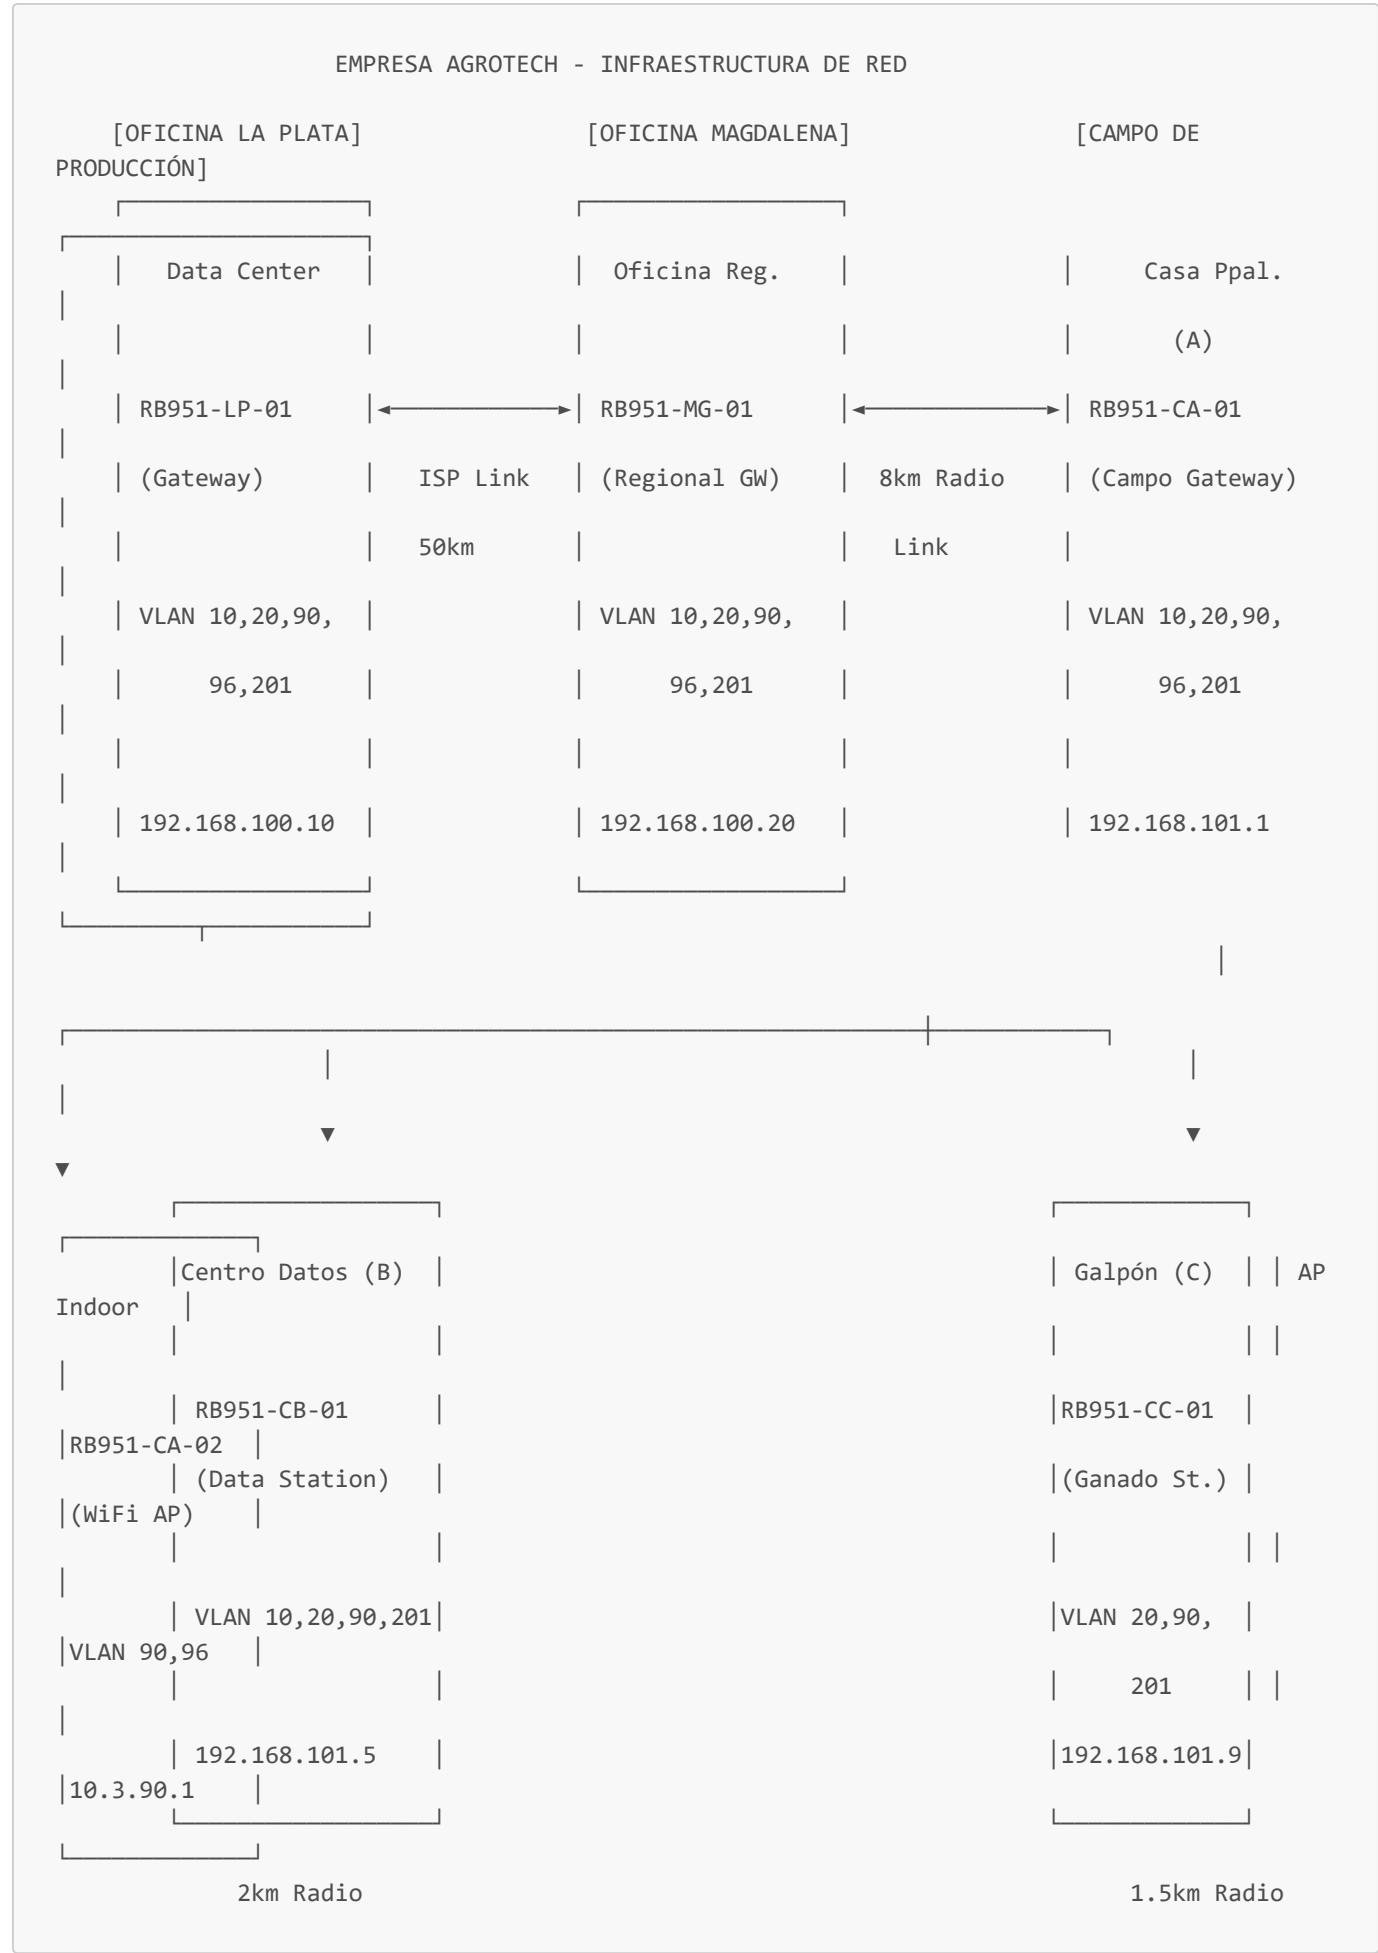 EMPRESA AGROTECH - INFRAESTRUCTURA DE RED
[OFICINA LA PLATA] [OFICINA MAGDALENA] [CAMPO DE
PRODUCCIÓN]
Data Center Oficina Reg. Casa Ppal.
(A)
RB951-LP-01 RB951-MG-01 RB951-CA-01
(Gateway) ISP Link (Regional GW) 8km Radio (Campo Gateway)
50km Link
VLAN 10,20,90, VLAN 10,20,90, VLAN 10,20,90,
96,201 96,201 96,201
192.168.100.10 192.168.100.20 192.168.101.1
Centro Datos (B) Galpón (C) AP
Indoor
RB951-CB-01 RB951-CC-01
RB951-CA-02
(Data Station) (Ganado St.)
(WiFi AP)
VLAN 10,20,90,201 VLAN 20,90,
VLAN 90,96
201
192.168.101.5 192.168.101.9
10.3.90.1
2km Radio 1.5km Radio